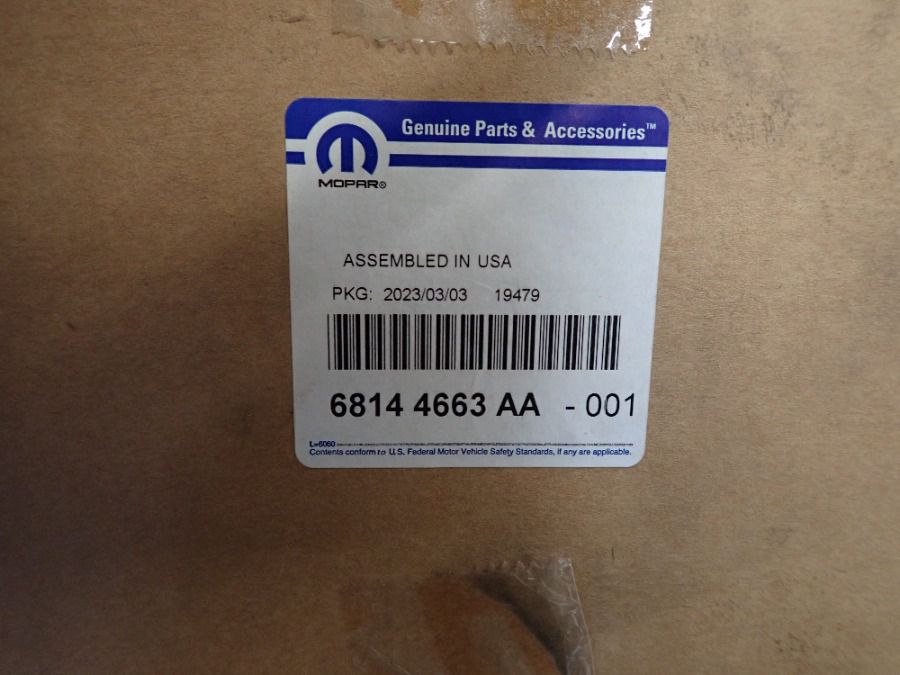 Genuine Parts & Accessories™
MOPAR®
ASSEMBLED IN USA
PKG: 2023/03/03 19479
6814 4663 AA - 001
L=6060
Contents conform to U.S. Federal Motor Vehicle Safety Standards, if any are applicable.